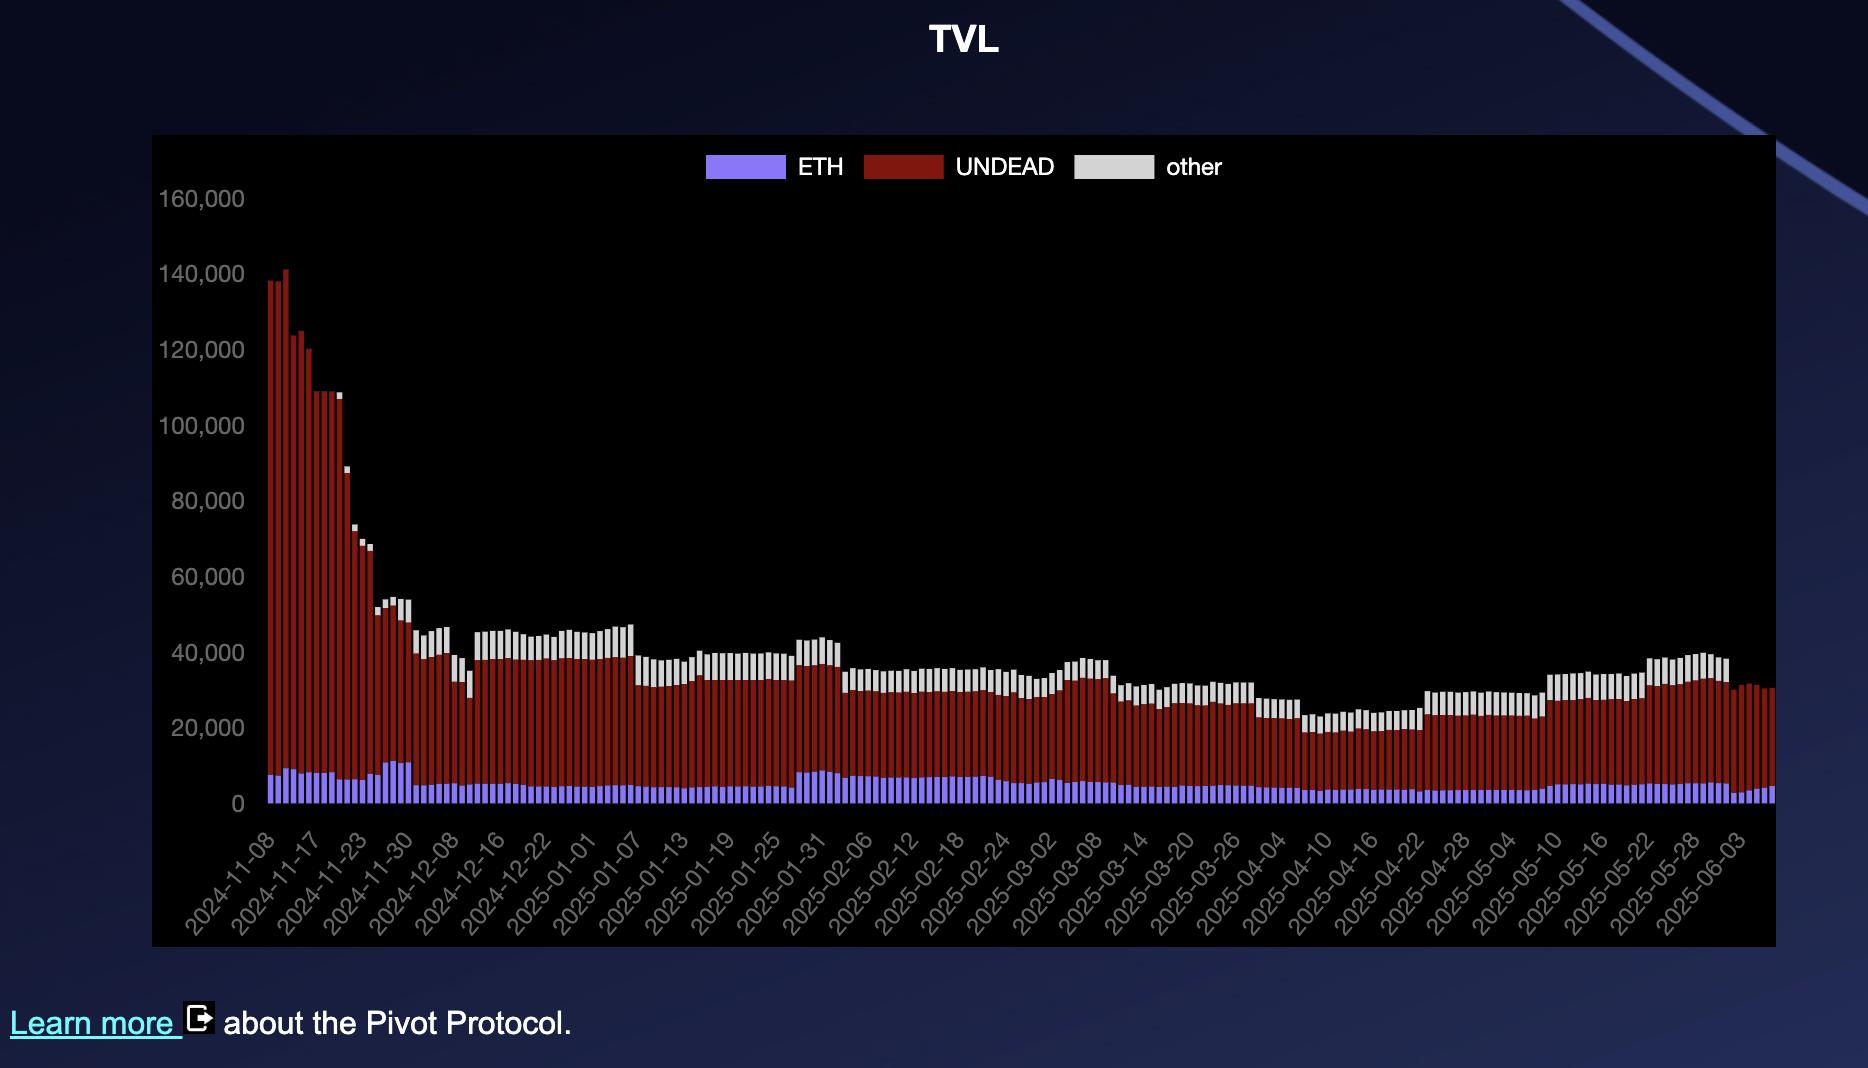 TVL
ETH UNDEAD other
160,000
140,000
120,000
100,000
80,000
60,000
40,000
20,000
0
2024-11-08 2024-11-17 2024-11-23 2024-11-30 2024-12-08 2024-12-16 2024-12-22 2025-01-01 2025-01-07 2025-01-13 2025-01-19 2025-01-25 2025-01-31 2025-02-06 2025-02-12 2025-02-18 2025-02-24 2025-03-02 2025-03-08 2025-03-14 2025-03-20 2025-03-26 2025-04-04 2025-04-10 2025-04-16 2025-04-22 2025-04-28 2025-05-04 2025-05-10 2025-05-16 2025-05-22 2025-05-28 2025-06-03
Learn more about the Pivot Protocol.